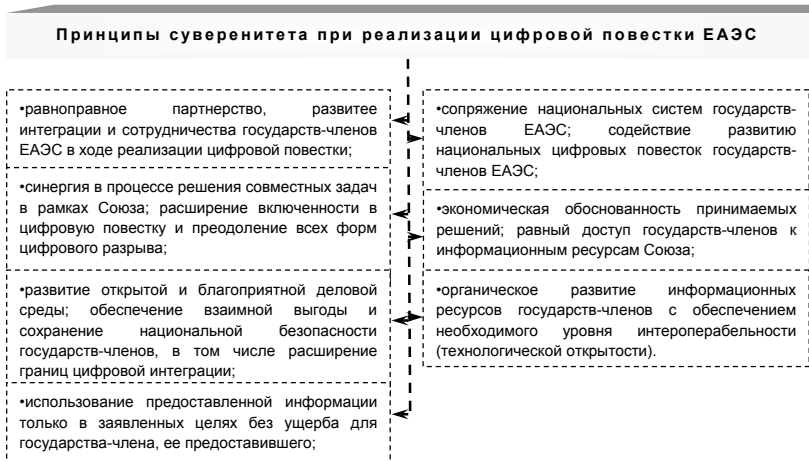 Принципы суверенитета при реализации цифровой повестки ЕАЭС
•равноправное партнерство, развитее
интеграции и сотрудничества государств-членов
ЕАЭС в ходе реализации цифровой повестки;
•синергия в процессе решения совместных задач
в рамках Союза; расширение включенности в
цифровую повестку и преодоление всех форм
цифрового разрыва;
•развитие открытой и благоприятной деловой
среды; обеспечение взаимной выгоды и
сохранение национальной безопасности
государств-членов, в том числе расширение
границ цифровой интеграции;
•использование предоставленной информации
только в заявленных целях без ущерба для
государства-члена, ее предоставившего;
•сопряжение национальных систем государств-
членов ЕАЭС; содействие развитию
национальных цифровых повесток государств-
членов ЕАЭС;
•экономическая обоснованность принимаемых
решений; равный доступ государств-членов к
информационным ресурсам Союза;
•органическое развитие информационных
ресурсов государств-членов с обеспечением
необходимого уровня интероперабельности
(технологической открытости).